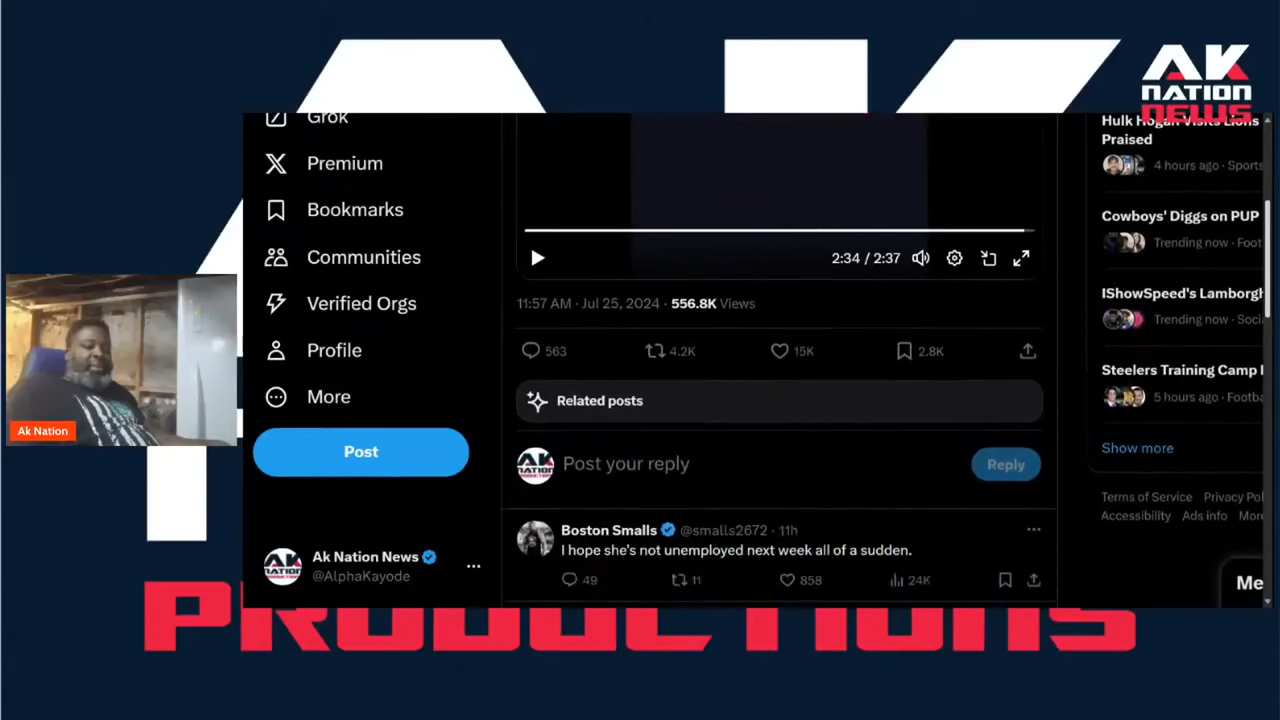 AK
NATION
NEWS
Grok
Premium
Bookmarks
Communities
Verified Orgs
Profile
More
Post
Ak Nation News
@AlphaKayode
Ak Nation
2:34 / 2:37
11:57 AM · Jul 25, 2024 · 556.8K Views
563
4.2K
15K
2.8K
Related posts
AK NATION
Post your reply
Reply
Boston Smalls @smalls2672 · 11h
I hope she's not unemployed next week all of a sudden.
49
11
858
24K
Hulk Hogan Visits Lions
Praised
4 hours ago · Sports
Cowboys' Diggs on PUP
Trending now · Foot
IShowSpeed's Lamborgh
Trending now · Soci
Steelers Training Camp
5 hours ago · Footba
Show more
Terms of Service Privacy Pol
Accessibility Ads info More
Me
PRODUCTIONS